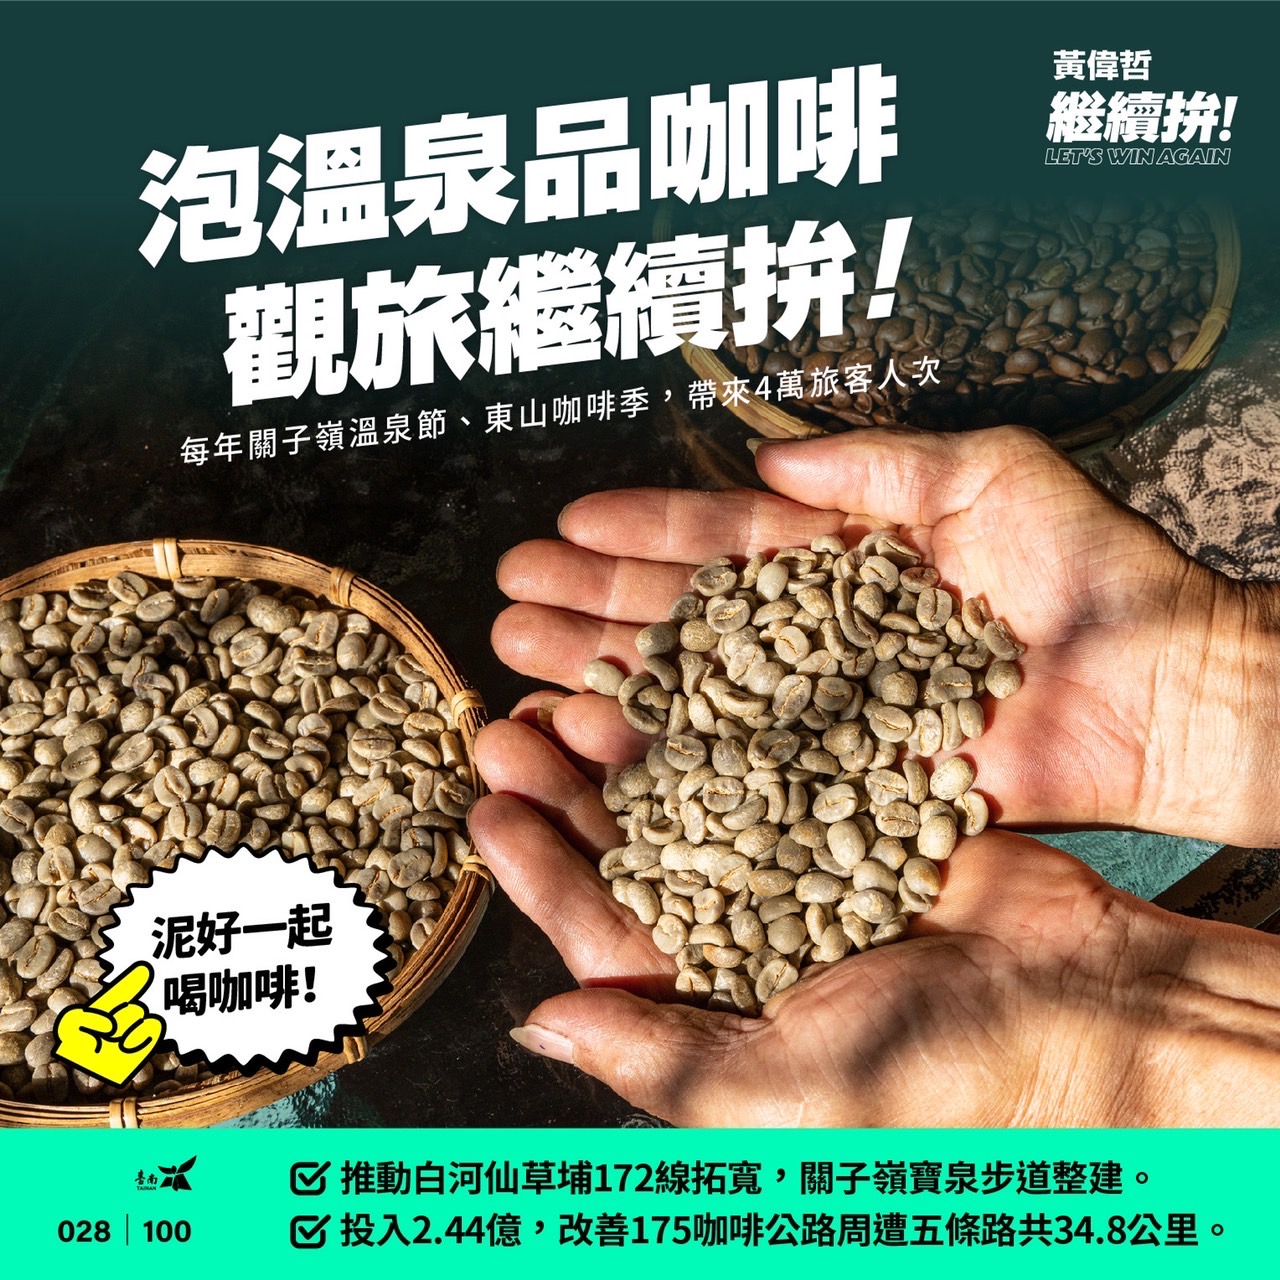 黃偉哲
繼續拚!
LET'S WIN AGAIN
泡溫泉品咖啡
觀旅繼續拚!
每年關子嶺溫泉節、東山咖啡季，帶來4萬旅客人次
泥好一起
喝咖啡!
臺南
TAINAN
028 | 100
推動白河仙草埔172線拓寬，關子嶺寶泉步道整建。
投入2.44億，改善175咖啡公路周遭五條路共34.8公里。